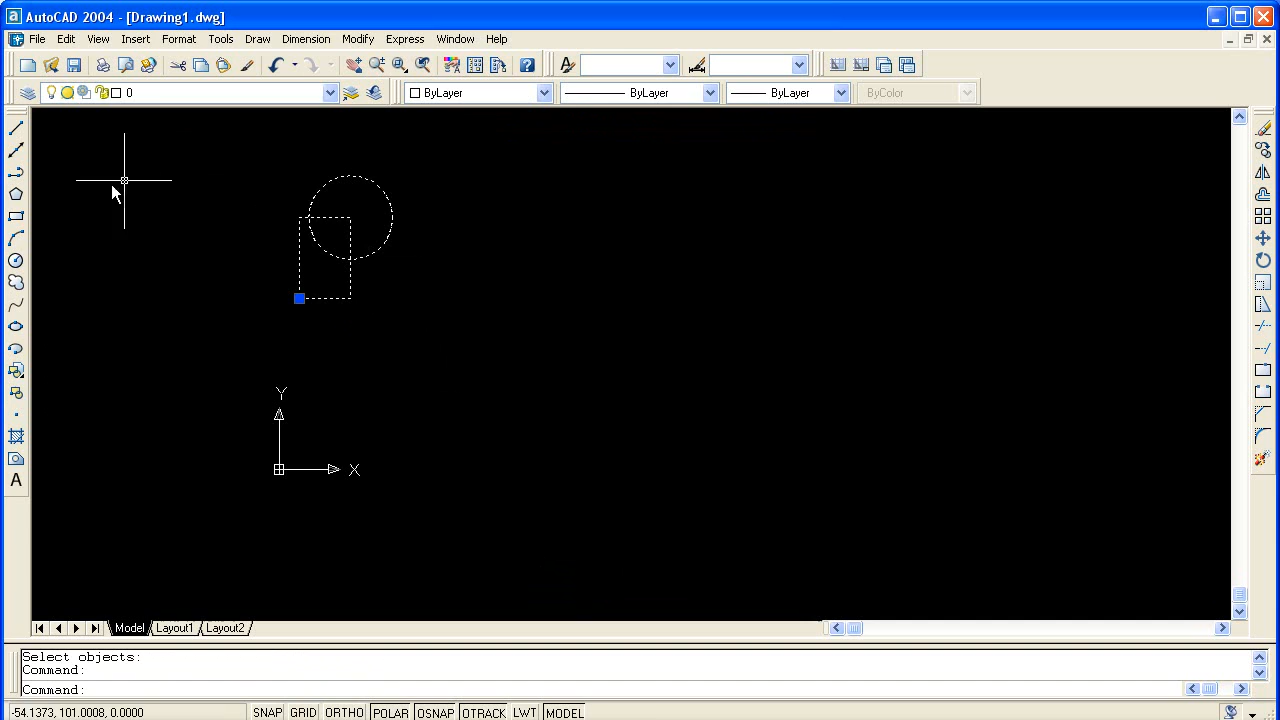 AutoCAD 2004 - [Drawing1.dwg]
File Edit View Insert Format Tools Draw Dimension Modify Express Window Help
0 ByLayer ByLayer ByLayer ByColor
Y
X
A
Model Layout1 Layout2
Select objects:
Command:
Command:
-54.1373, 101.0008, 0.0000 SNAP GRID ORTHO POLAR OSNAP OTRACK LWT MODEL